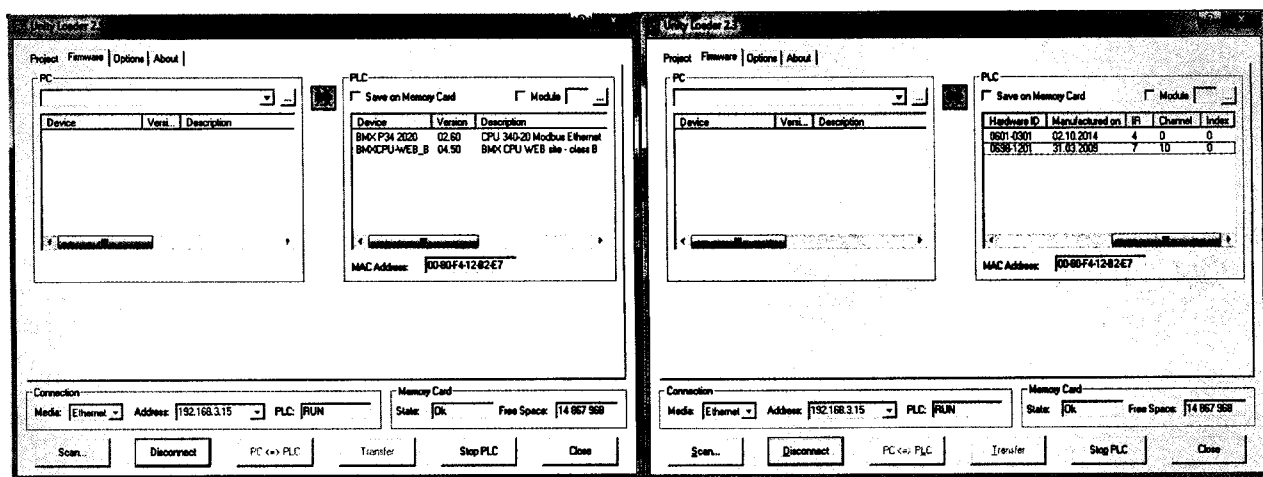 Unity Loader 2.3
Project Firmware Options About
PC
...
Device Versi... Description
PLC
Save on Memory Card Module ...
Device Version Description
BMX P34 2020 02.60 CPU 340-20 Modbus Ethernet
BMXCPU-WEB_B 04.50 BMX CPU WEB site - class B
MAC Address: 00-80-F4-12-B2-E7
Connection
Media: Ethernet Address: 192.168.3.15 PLC: RUN
Memory Card
State: Ok Free Space: 14 867 968
Scan... Disconnect PC <=> PLC Transfer Stop PLC Close
Unity Loader 2.3
Project Firmware Options About
PC
...
Device Versi... Description
PLC
Save on Memory Card Module ...
Hardware ID Manufactured on IR Channel Index
0601-0301 02.10.2014 4 0 0
0698-1201 31.03.2009 7 10 0
MAC Address: 00-80-F4-12-B2-E7
Connection
Media: Ethernet Address: 192.168.3.15 PLC: RUN
Memory Card
State: Ok Free Space: 14 867 968
Scan... Disconnect PC <=> PLC Transfer Stop PLC Close